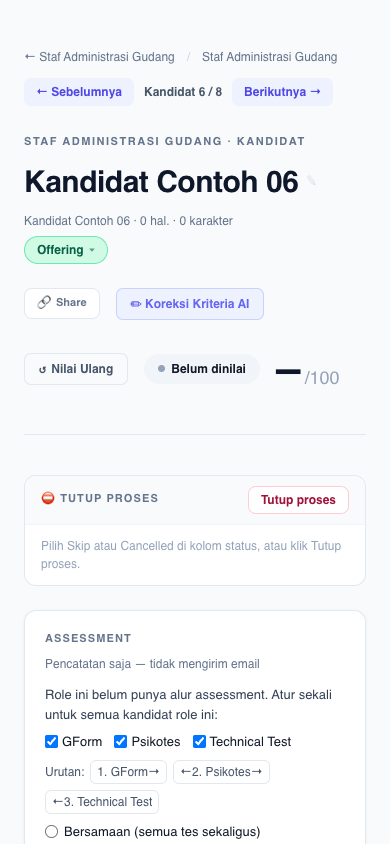 ← Staf Administrasi Gudang / Staf Administrasi Gudang
← Sebelumnya Kandidat 6 / 8 Berikutnya →
STAF ADMINISTRASI GUDANG · KANDIDAT
Kandidat Contoh 06
Kandidat Contoh 06 · 0 hal. · 0 karakter
Offering
Share
Koreksi Kriteria AI
↺ Nilai Ulang Belum dinilai — /100
TUTUP PROSES Tutup proses
Pilih Skip atau Cancelled di kolom status, atau klik Tutup
proses.
ASSESSMENT
Pencatatan saja — tidak mengirim email
Role ini belum punya alur assessment. Atur sekali
untuk semua kandidat role ini:
GForm Psikotes Technical Test
Urutan: 1. GForm→ ←2. Psikotes→
←3. Technical Test
Bersamaan (semua tes sekaligus)